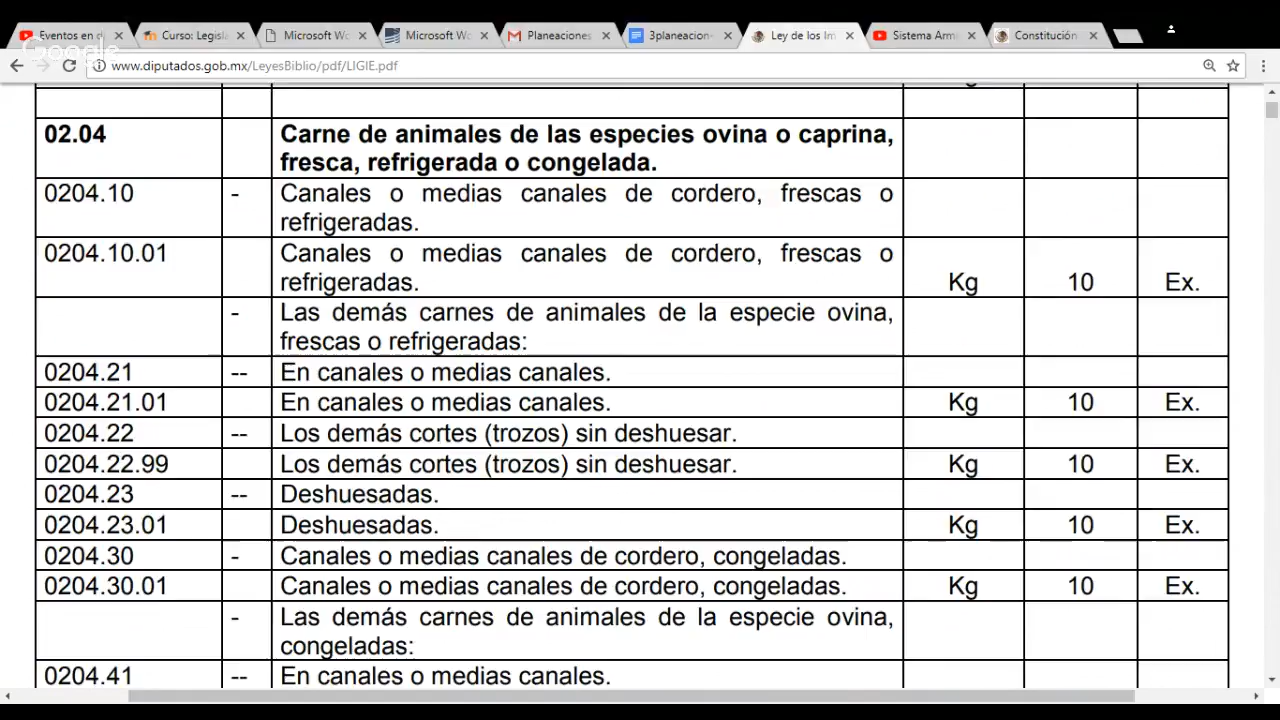 Eventos en d
Curso: Legisla
Microsoft Wo
Microsoft Wo
Planeaciones
3planeacion-
Ley de los Im
Sistema Arm
Constitución
Google
www.diputados.gob.mx/LeyesBiblio/pdf/LIGIE.pdf
02.04 Carne de animales de las especies ovina o caprina,
fresca, refrigerada o congelada.
0204.10 - Canales o medias canales de cordero, frescas o
refrigeradas.
0204.10.01 Canales o medias canales de cordero, frescas o
refrigeradas. Kg 10 Ex.
- Las demás carnes de animales de la especie ovina,
frescas o refrigeradas:
0204.21 -- En canales o medias canales.
0204.21.01 En canales o medias canales. Kg 10 Ex.
0204.22 -- Los demás cortes (trozos) sin deshuesar.
0204.22.99 Los demás cortes (trozos) sin deshuesar. Kg 10 Ex.
0204.23 -- Deshuesadas.
0204.23.01 Deshuesadas. Kg 10 Ex.
0204.30 - Canales o medias canales de cordero, congeladas.
0204.30.01 Canales o medias canales de cordero, congeladas. Kg 10 Ex.
- Las demás carnes de animales de la especie ovina,
congeladas:
0204.41 -- En canales o medias canales.